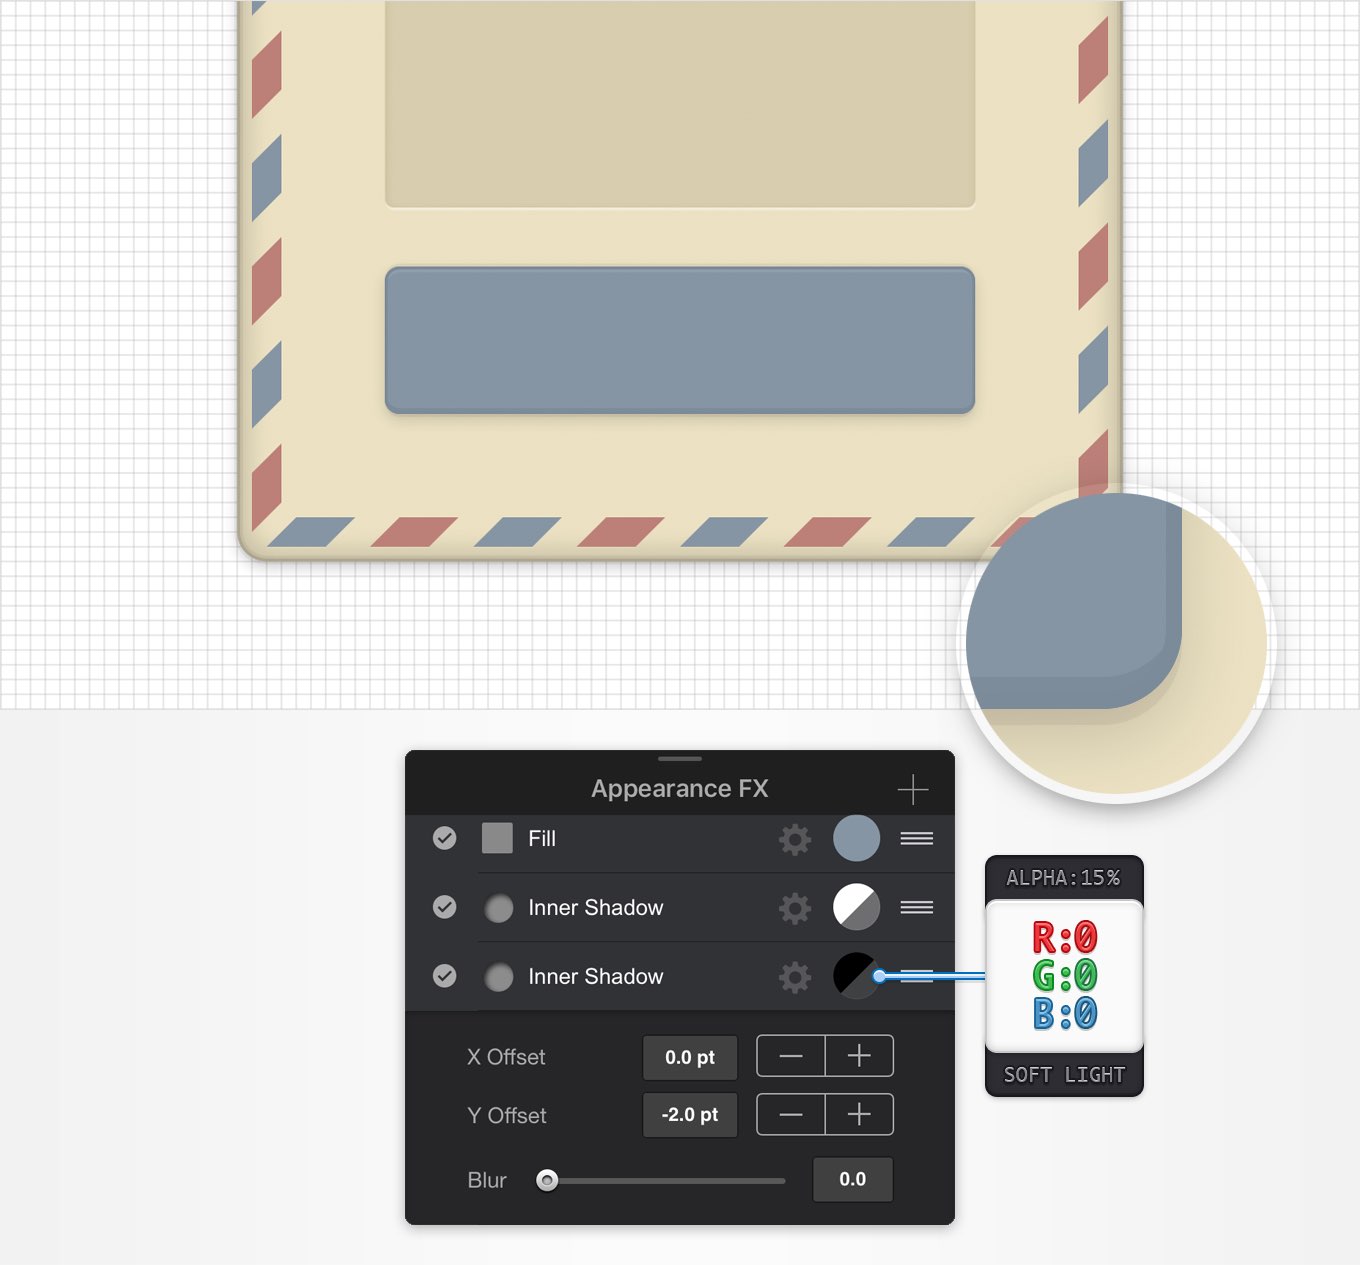 Appearance FX
Fill
Inner Shadow
Inner Shadow
X Offset 0.0 pt
Y Offset -2.0 pt
Blur 0.0
ALPHA:15%
R:0
G:0
B:0
SOFT LIGHT